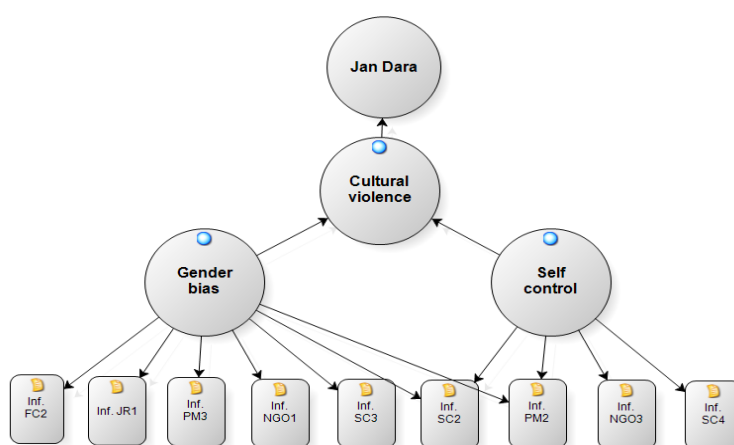 Jan Dara
Cultural
violence
Gender
bias
Self
control
Inf.
FC2
Inf. JR1
Inf.
PM3
Inf.
NGO1
Inf.
SC3
Inf.
SC2
Inf.
PM2
Inf.
NGO3
Inf.
SC4